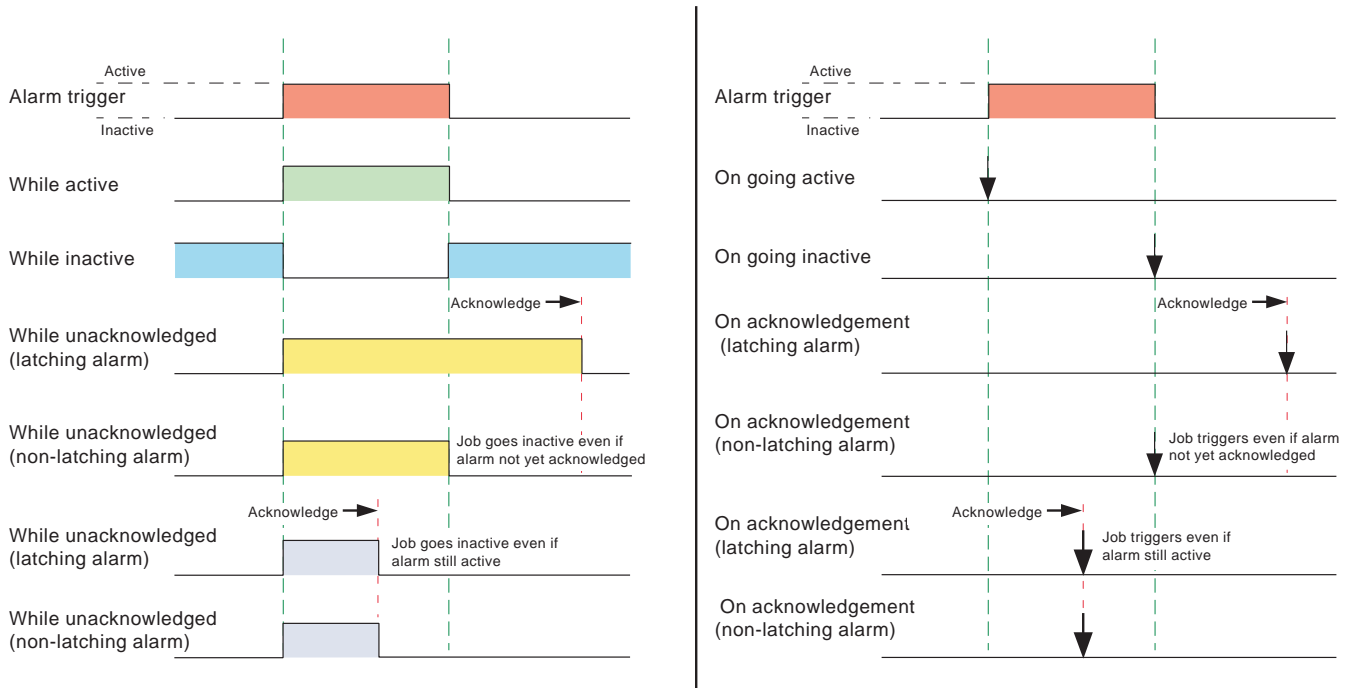 Active
Alarm trigger
Inactive
While active
While inactive
Acknowledge
While unacknowledged
(latching alarm)
While unacknowledged
(non-latching alarm)
Job goes inactive even if
alarm not yet acknowledged
Acknowledge
While unacknowledged
(latching alarm)
Job goes inactive even if
alarm still active
While unacknowledged
(non-latching alarm)
Active
Alarm trigger
Inactive
On going active
On going inactive
Acknowledge
On acknowledgement
(latching alarm)
On acknowledgement
(non-latching alarm)
Job triggers even if alarm
not yet acknowledged
Acknowledge
On acknowledgement
(latching alarm)
Job triggers even if
alarm still active
On acknowledgement
(non-latching alarm)